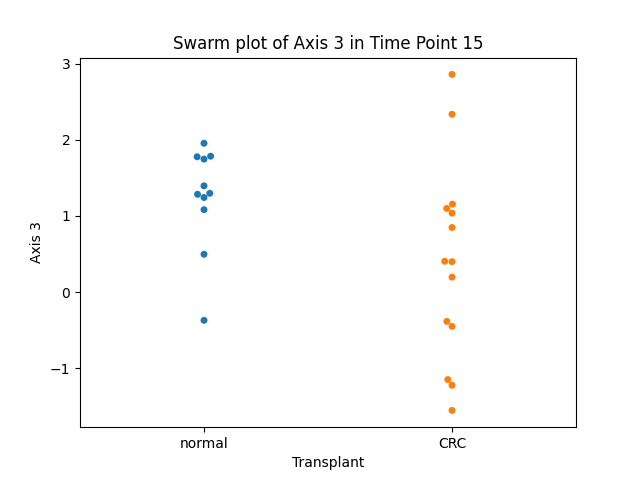 Swarm plot of Axis 3 in Time Point 15
3
2
1
0
−1
Axis 3
normal
CRC
Transplant